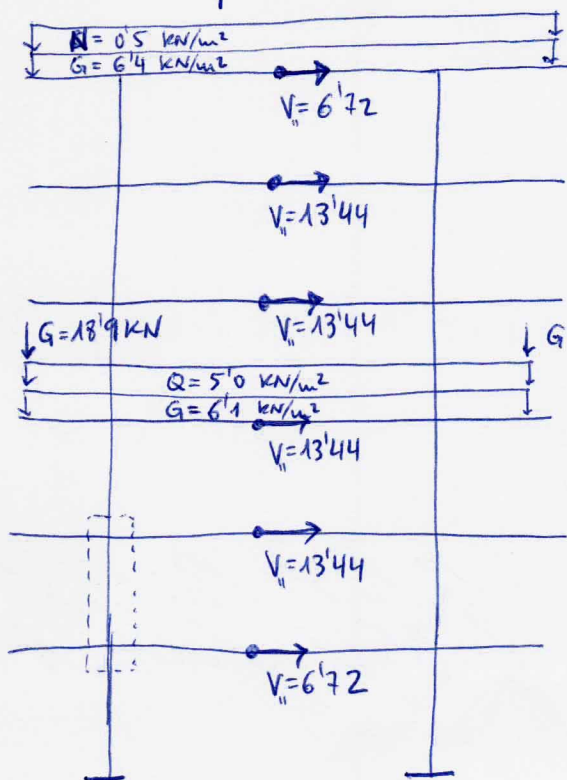 N = 0'5 KN/m²
G = 6'4 KN/m²
V,, = 6'72
V,, = 13'44
V,, = 13'44
G = 18'9 KN
G
Q = 5'0 KN/m²
G = 6'1 KN/m²
V,, = 13'44
V,, = 13'44
V,, = 6'72